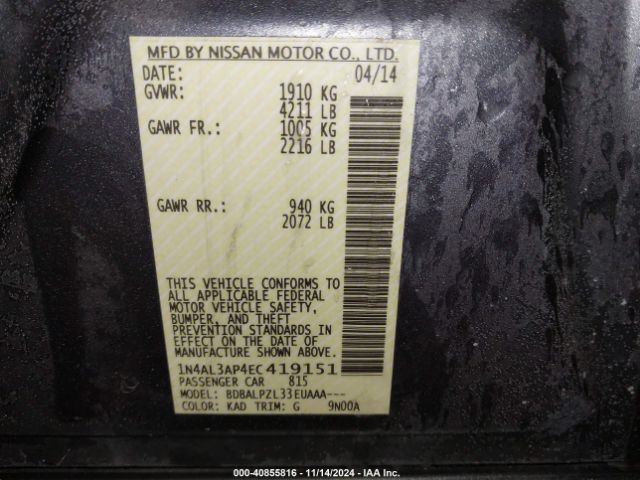 MFD BY NISSAN MOTOR CO., LTD.
DATE: 04/14
GVWR: 1910 KG
4211 LB
GAWR FR.: 1005 KG
2216 LB
GAWR RR.: 940 KG
2072 LB
THIS VEHICLE CONFORMS TO
ALL APPLICABLE FEDERAL
MOTOR VEHICLE SAFETY,
BUMPER, AND THEFT
PREVENTION STANDARDS IN
EFFECT ON THE DATE OF
MANUFACTURE SHOWN ABOVE.
1N4AL3AP4EC419151
PASSENGER CAR 815
MODEL: BDBALPZL33EUAAA---
COLOR: KAD TRIM: G 9N00A
000-40855816 - 11/14/2024 - IAA Inc.